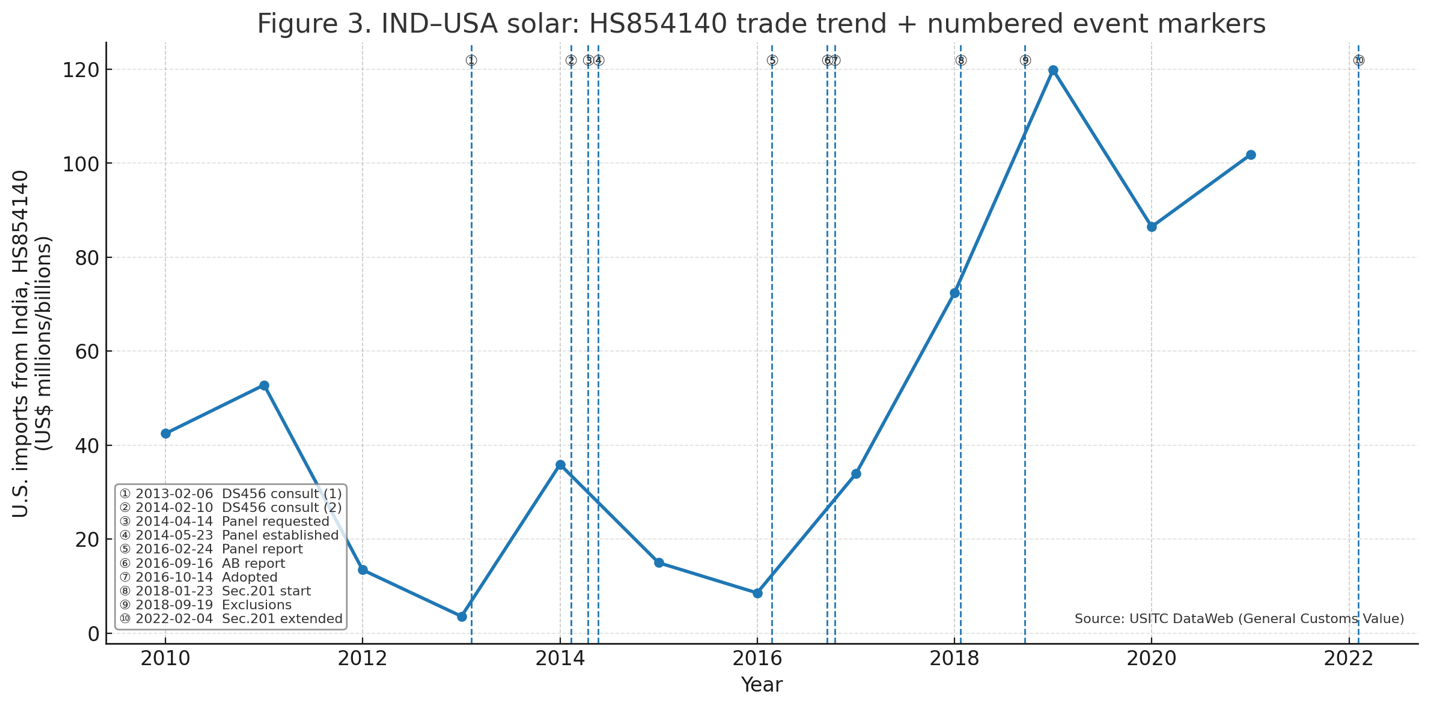 Figure 3. IND–USA solar: HS854140 trade trend + numbered event markers
U.S. imports from India, HS854140
(US$ millions/billions)
120
100
80
60
40
20
0
① ② ③ ④ ⑤ ⑥ ⑦ ⑧ ⑨ ⑩
① 2013-02-06 DS456 consult (1)
② 2014-02-10 DS456 consult (2)
③ 2014-04-14 Panel requested
④ 2014-05-23 Panel established
⑤ 2016-02-24 Panel report
⑥ 2016-09-16 AB report
⑦ 2016-10-14 Adopted
⑧ 2018-01-23 Sec.201 start
⑨ 2018-09-19 Exclusions
⑩ 2022-02-04 Sec.201 extended
Source: USITC DataWeb (General Customs Value)
2010 2012 2014 2016 2018 2020 2022
Year